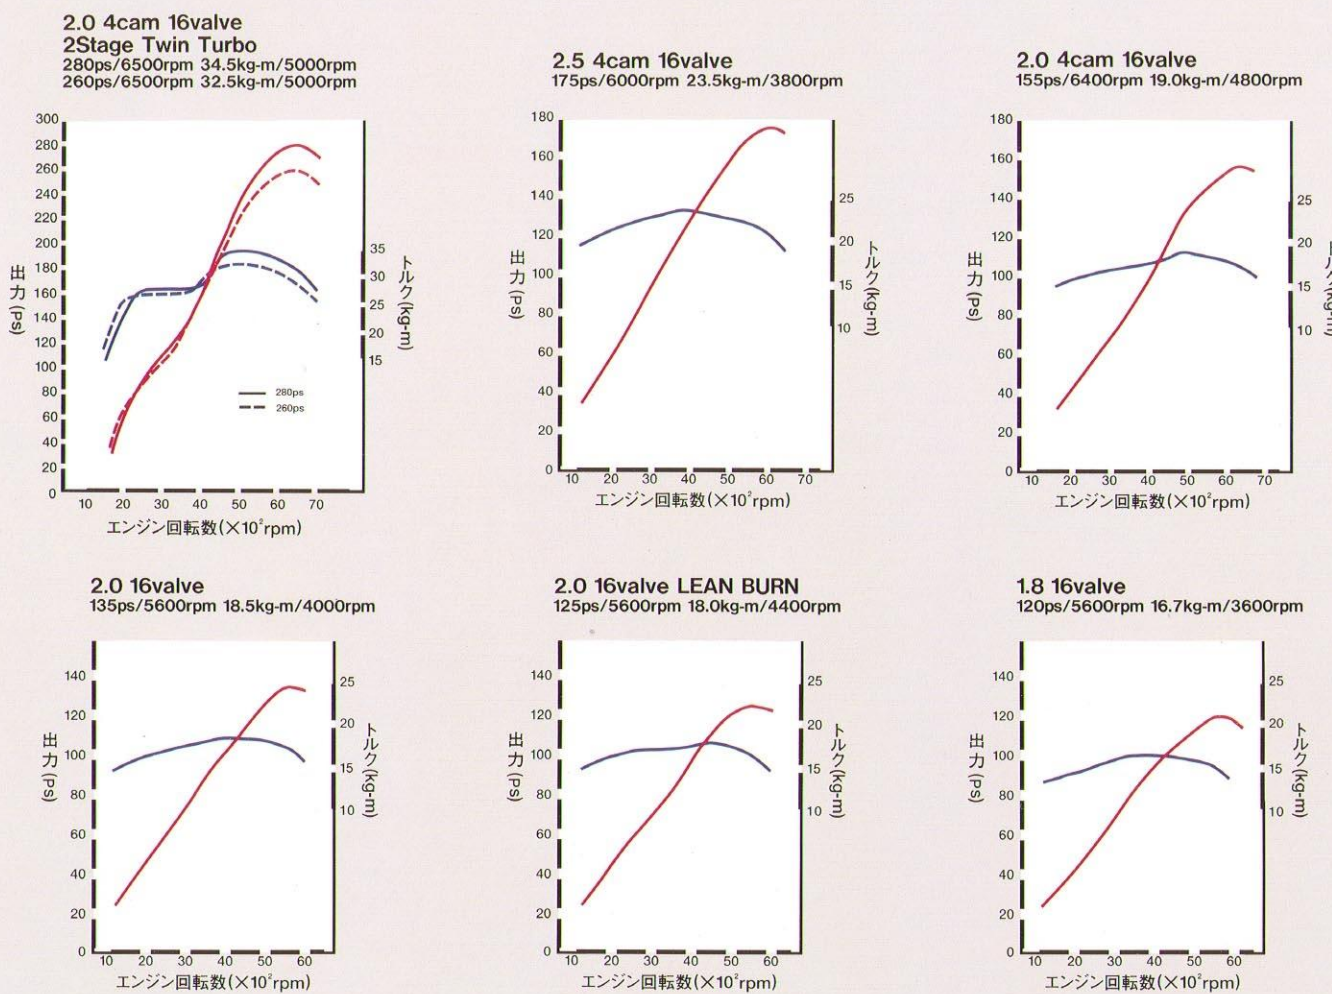 2.0 4cam 16valve
2Stage Twin Turbo
280ps/6500rpm 34.5kg-m/5000rpm
260ps/6500rpm 32.5kg-m/5000rpm
300
280
260
240
220
200
180
160
140
120
100
80
60
40
20
0
出力(Ps)
35
30
25
20
15
トルク(kg-m)
280ps
260ps
10 20 30 40 50 60 70
エンジン回転数(×10²rpm)
2.5 4cam 16valve
175ps/6000rpm 23.5kg-m/3800rpm
180
160
140
120
100
80
60
40
20
0
出力(Ps)
25
20
15
10
トルク(kg-m)
10 20 30 40 50 60 70
エンジン回転数(×10²rpm)
2.0 4cam 16valve
155ps/6400rpm 19.0kg-m/4800rpm
180
160
140
120
100
80
60
40
20
0
出力(Ps)
25
20
15
10
トルク(kg-m)
10 20 30 40 50 60 70
エンジン回転数(×10²rpm)
2.0 16valve
135ps/5600rpm 18.5kg-m/4000rpm
140
120
100
80
60
40
20
0
出力(Ps)
25
20
15
10
トルク(kg-m)
10 20 30 40 50 60
エンジン回転数(×10²rpm)
2.0 16valve LEAN BURN
125ps/5600rpm 18.0kg-m/4400rpm
140
120
100
80
60
40
20
0
出力(Ps)
25
20
15
10
トルク(kg-m)
10 20 30 40 50 60
エンジン回転数(×10²rpm)
1.8 16valve
120ps/5600rpm 16.7kg-m/3600rpm
140
120
100
80
60
40
20
0
出力(Ps)
25
20
15
10
トルク(kg-m)
10 20 30 40 50 60
エンジン回転数(×10²rpm)